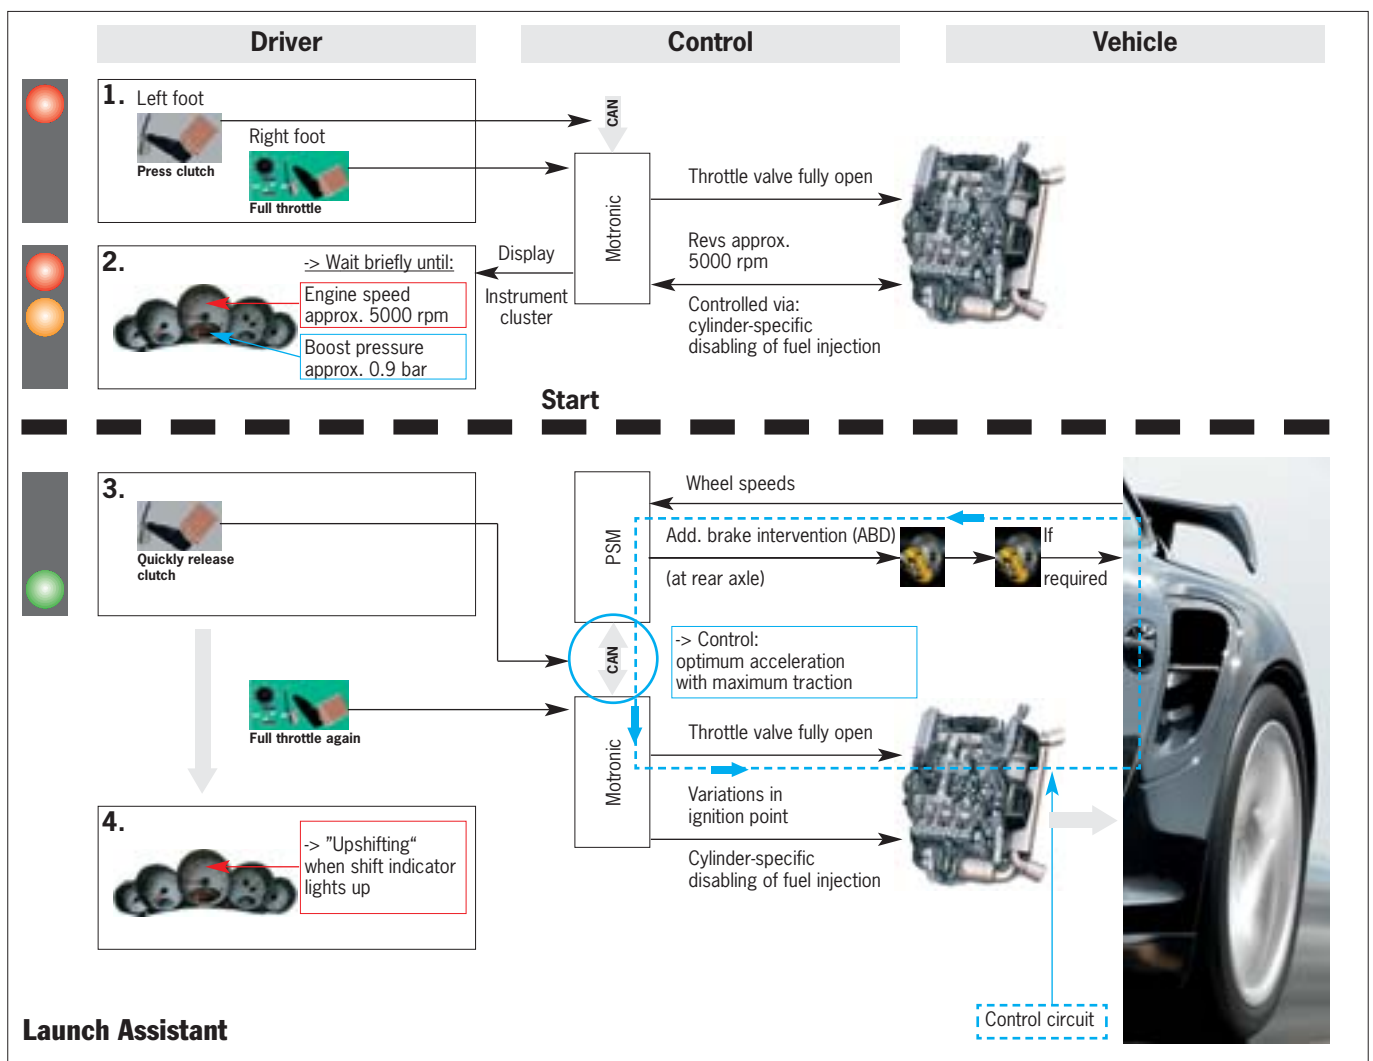 Driver
Control
Vehicle
1.
Left foot
Press clutch
Right foot
Full throttle
CAN
Motronic
Throttle valve fully open
Revs approx.
5000 rpm
Controlled via:
cylinder-specific
disabling of fuel injection
2.
-> Wait briefly until:
Engine speed
approx. 5000 rpm
Boost pressure
approx. 0.9 bar
Display
Instrument
cluster
Start
3.
Quickly release
clutch
PSM
Wheel speeds
Add. brake intervention (ABD)
(at rear axle)
If
required
CAN
-> Control:
optimum acceleration
with maximum traction
Full throttle again
Motronic
Throttle valve fully open
Variations in
ignition point
Cylinder-specific
disabling of fuel injection
4.
-> ”Upshifting“
when shift indicator
lights up
Control circuit
Launch Assistant